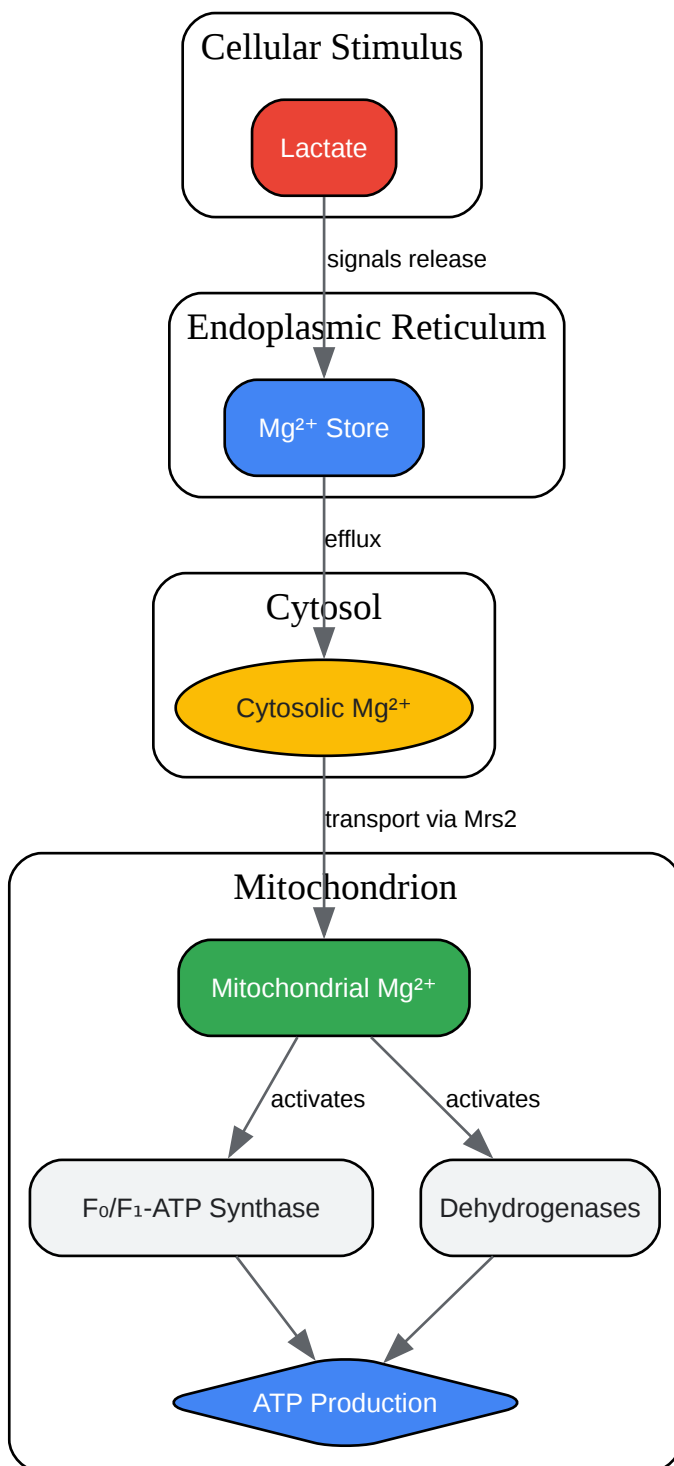 Cellular Stimulus
Lactate
signals release
Endoplasmic Reticulum
Mg²⁺ Store
efflux
Cytosol
Cytosolic Mg²⁺
transport via Mrs2
Mitochondrion
Mitochondrial Mg²⁺
activates
activates
F₀/F₁-ATP Synthase
Dehydrogenases
ATP Production